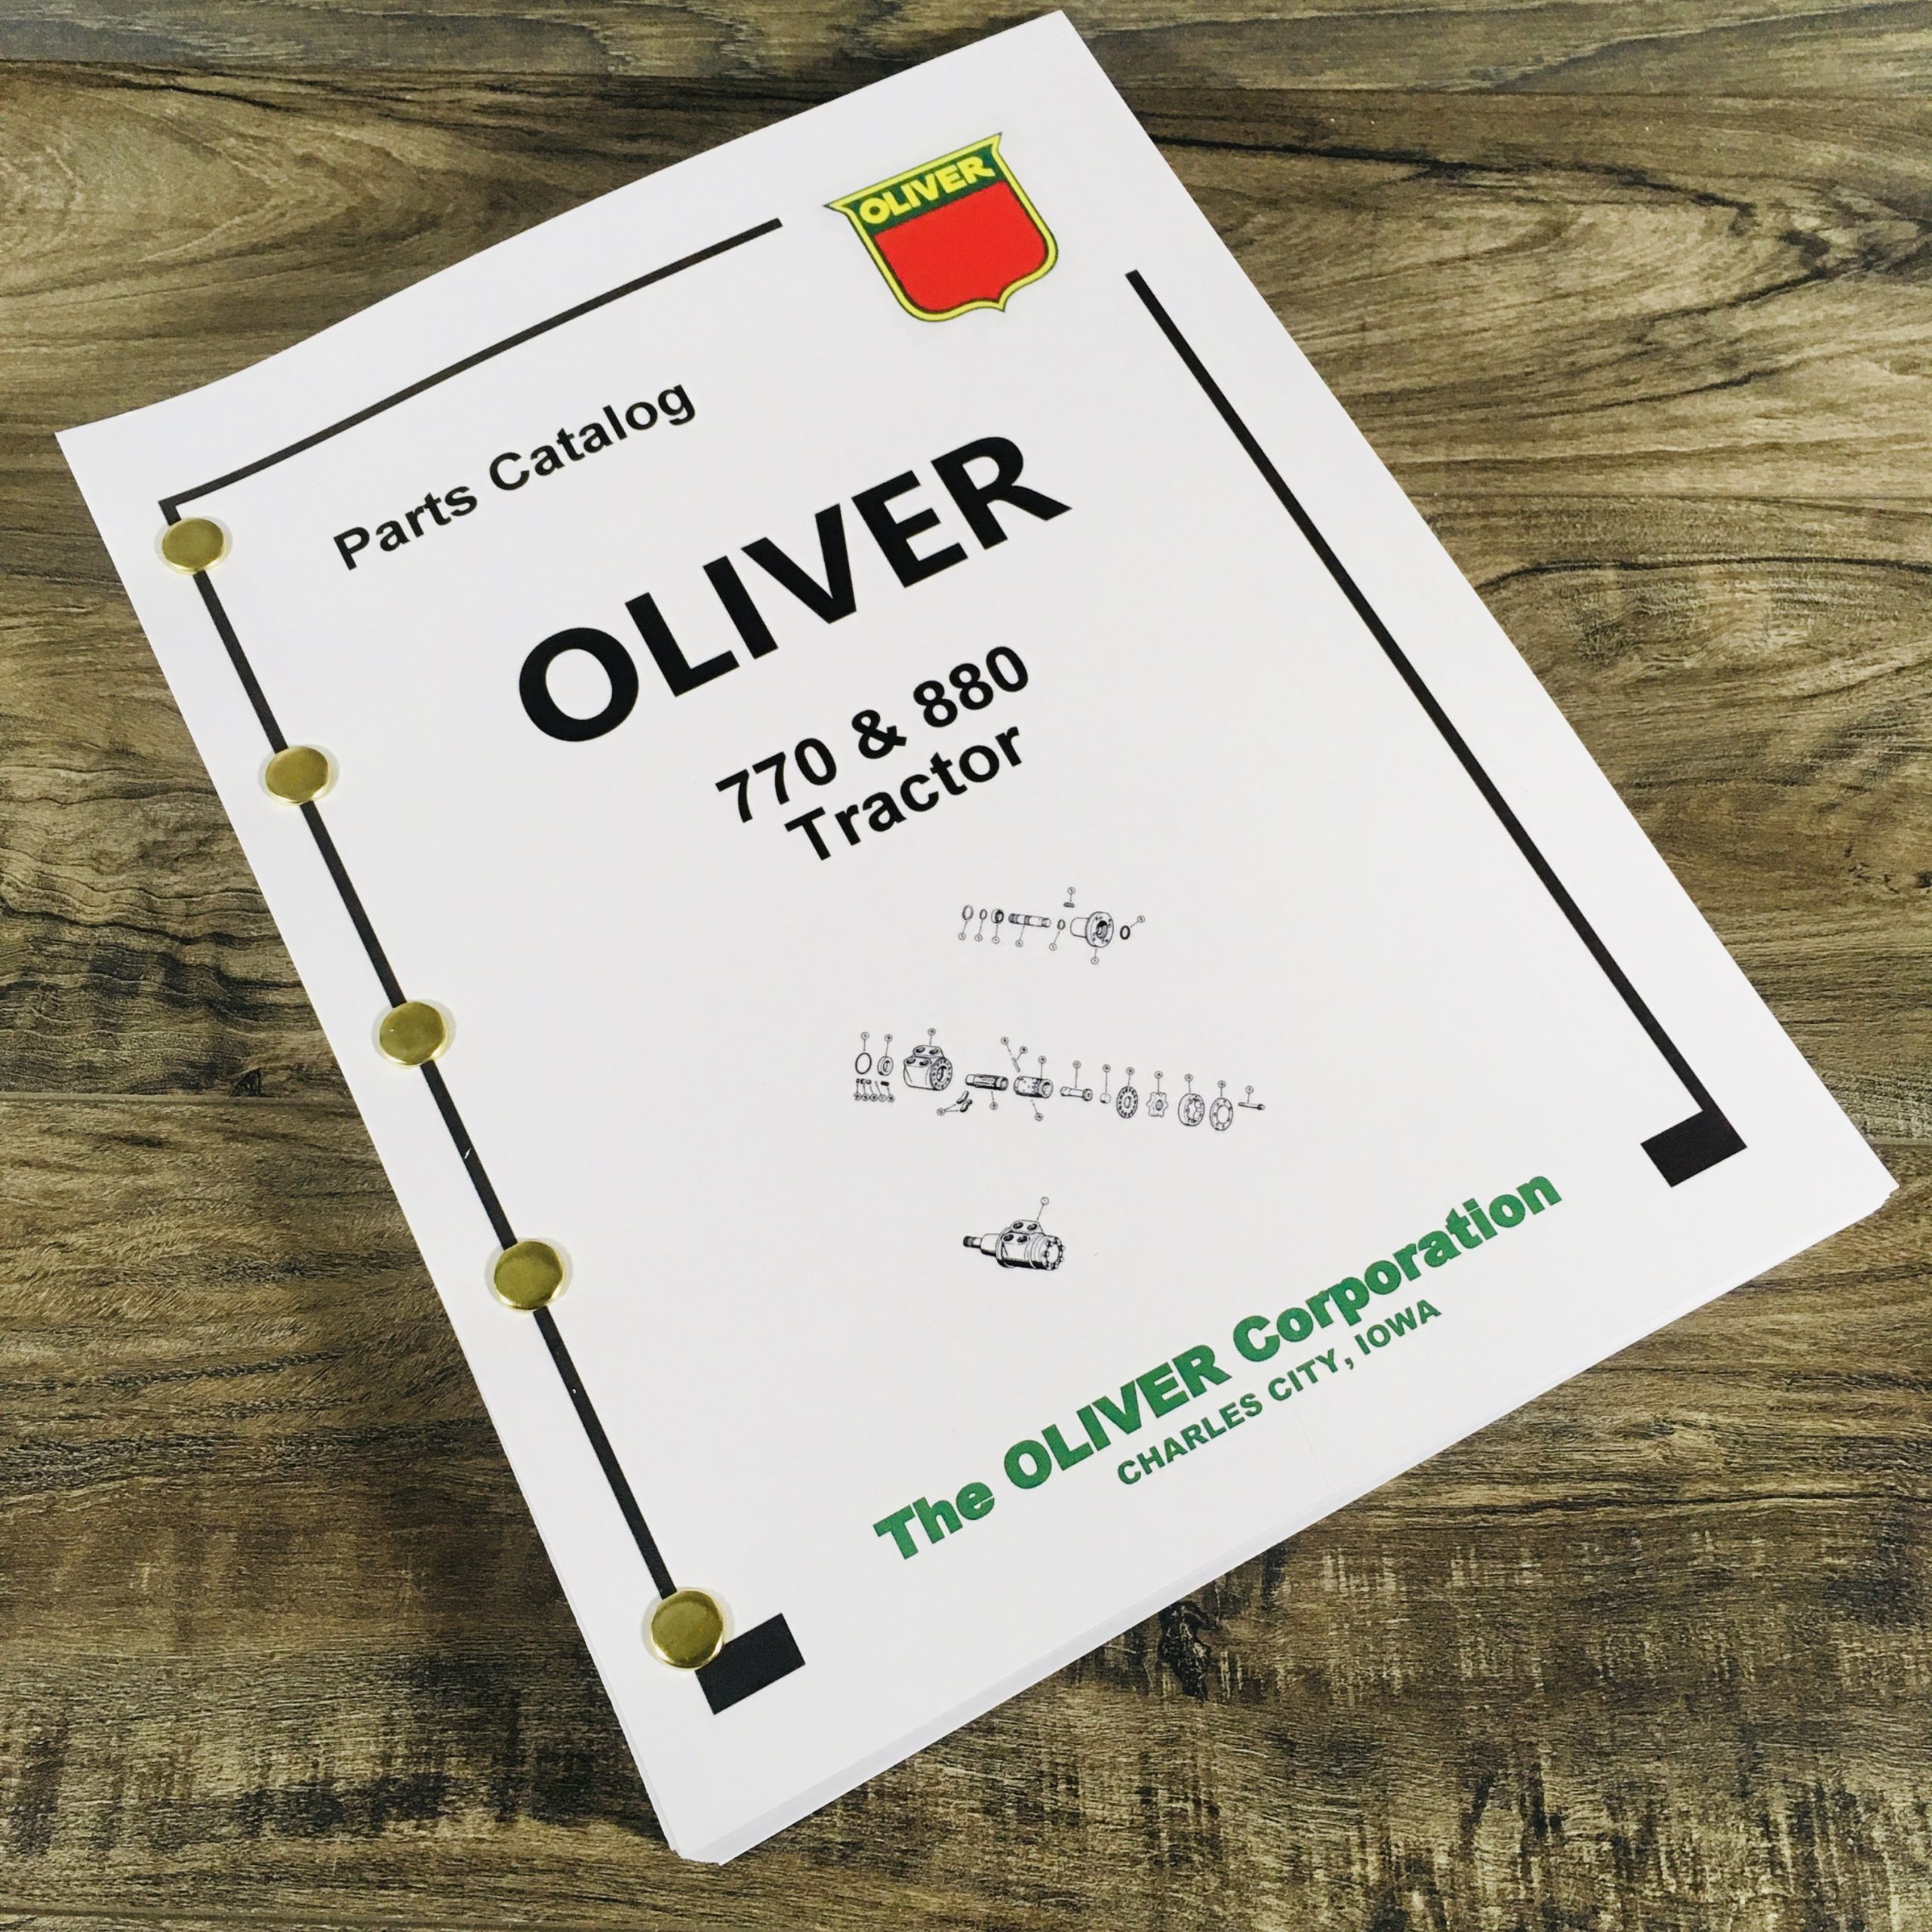 OLIVER
Parts Catalog
OLIVER
770 & 880
Tractor
The OLIVER Corporation
CHARLES CITY, IOWA